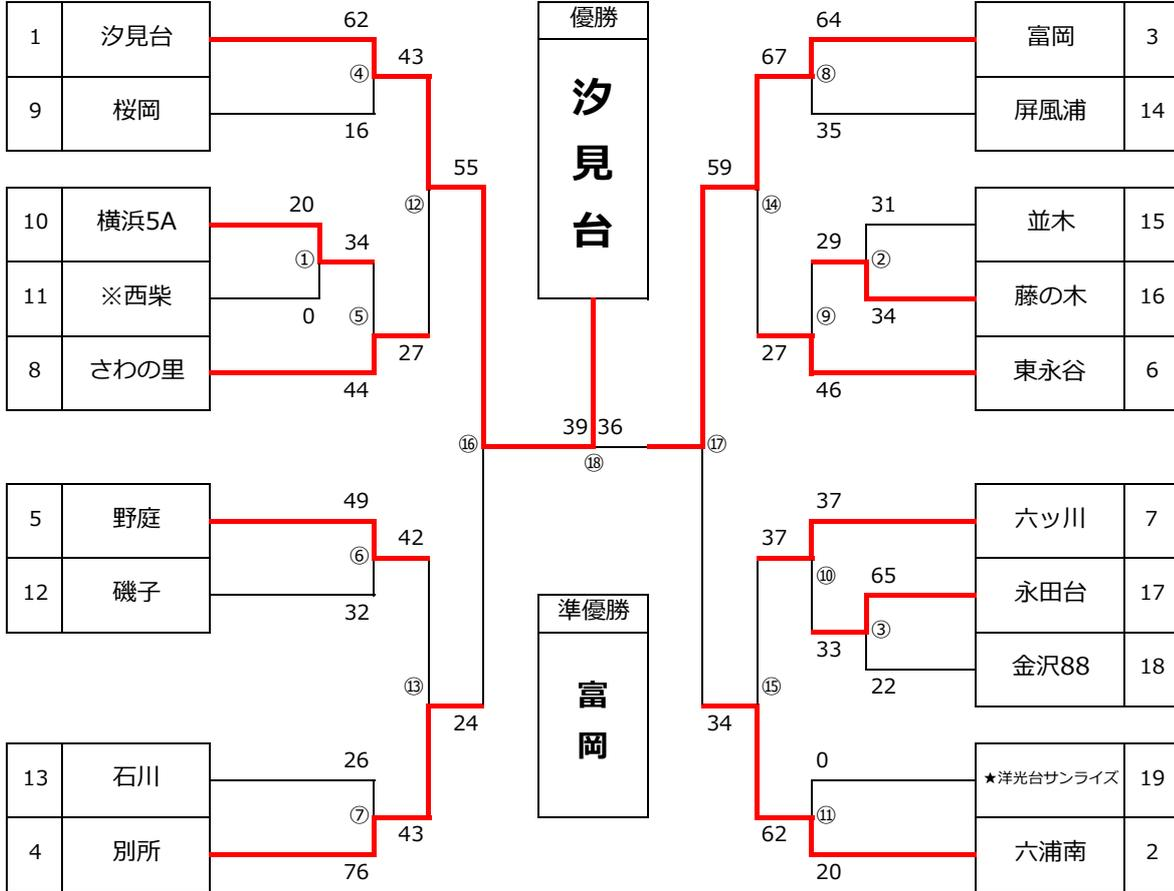 1 汐見台
62
④
43
9 桜岡
16
10 横浜5A
20
①
34
11 ※西柴
0
⑤
8 さわの里
44
27
⑫
55
5 野庭
49
⑥
42
12 磯子
32
⑬
24
13 石川
26
⑦
43
4 別所
76
⑯
優勝
汐見台
39 36
⑱
準優勝
富岡
⑰
64
富岡 3
67
⑧
屏風浦 14
35
59
⑭
31
並木 15
29
②
藤の木 16
34
⑨
27
東永谷 6
46
37
六ッ川 7
37
⑩
65
永田台 17
③
33
金沢88 18
22
⑮
34
0
★洋光台サンライズ 19
⑪
62
六浦南 2
20